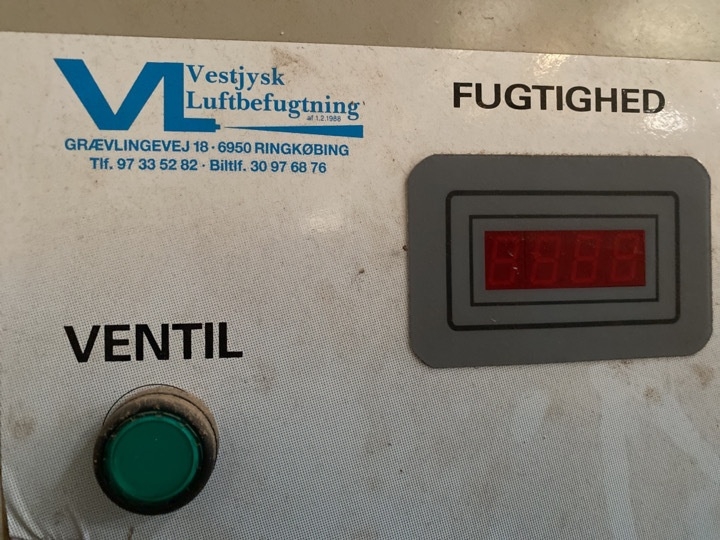 VL Vestjysk
Luftbefugtning
af 1.2.1988
GRÆVLINGEVEJ 18 · 6950 RINGKØBING
Tlf. 97 33 52 82 · Biltlf. 30 97 68 76
FUGTIGHED
VENTIL